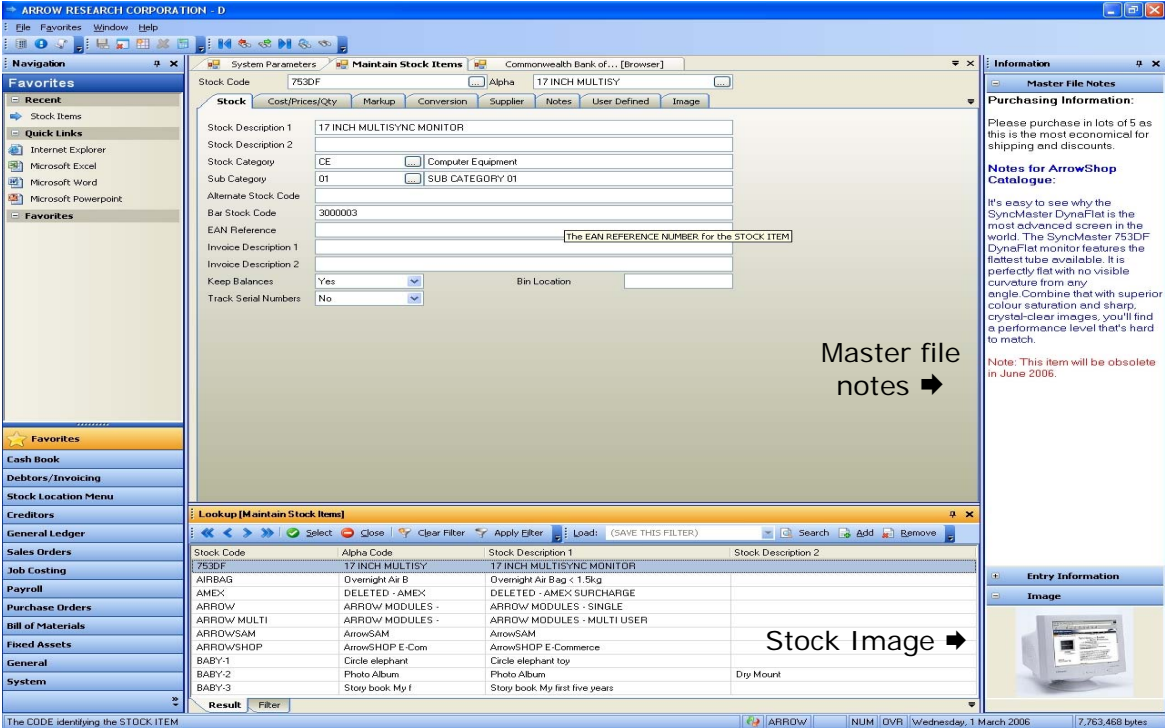 ARROW RESEARCH CORPORATION - D
File Favorites Window Help
Navigation
Favorites
Recent
Stock Items
Quick Links
Internet Explorer
Microsoft Excel
Microsoft Word
Microsoft Powerpoint
Favorites
Favorites
Cash Book
Debtors/Invoicing
Stock Location Menu
Creditors
General Ledger
Sales Orders
Job Costing
Payroll
Purchase Orders
Bill of Materials
Fixed Assets
General
System
System Parameters Maintain Stock Items Commonwealth Bank of... [Browser]
Stock Code 753DF ... Alpha 17 INCH MULTISY ...
Stock Cost/Prices/Qty Markup Conversion Supplier Notes User Defined Image
Stock Description 1 17 INCH MULTISYNC MONITOR
Stock Description 2
Stock Category CE ... Computer Equipment
Sub Category 01 ... SUB CATEGORY 01
Alternate Stock Code
Bar Stock Code 3000003
EAN Reference
The EAN REFERENCE NUMBER for the STOCK ITEM
Invoice Description 1
Invoice Description 2
Keep Balances Yes Bin Location
Track Serial Numbers No
Master file
notes
Lookup [Maintain Stock Items]
Select Close Clear Filter Apply Filter Load: (SAVE THIS FILTER) Search Add Remove
Stock Code Alpha Code Stock Description 1 Stock Description 2
753DF 17 INCH MULTISY 17 INCH MULTISYNC MONITOR
AIRBAG Overnight Air B Overnight Air Bag < 1.5kg
AMEX DELETED - AMEX DELETED - AMEX SURCHARGE
ARROW ARROW MODULES - ARROW MODULES - SINGLE
ARROW MULTI ARROW MODULES - ARROW MODULES - MULTI USER
ARROWSAM ArrowSAM ArrowSAM
ARROWSHOP ArrowSHOP E-Com ArrowSHOP E-Commerce
BABY-1 Circle elephant Circle elephant toy
BABY-2 Photo Album Photo Album Dry Mount
BABY-3 Story book My f Story book My first five years
Stock Image
Result Filter
Information
Master File Notes
Purchasing Information:
Please purchase in lots of 5 as
this is the most economical for
shipping and discounts.
Notes for ArrowShop
Catalogue:
It's easy to see why the
SyncMaster DynaFlat is the
most advanced screen in the
world. The SyncMaster 753DF
DynaFlat monitor features the
flattest tube available. It is
perfectly flat with no visible
curvature from any
angle.Combine that with superior
colour saturation and sharp,
crystal-clear images, you'll find
a performance level that's hard
to match.
Note: This item will be obsolete
in June 2006.
Entry Information
Image
The CODE identifying the STOCK ITEM ARROW NUM OVR Wednesday, 1 March 2006 7,763,468 bytes